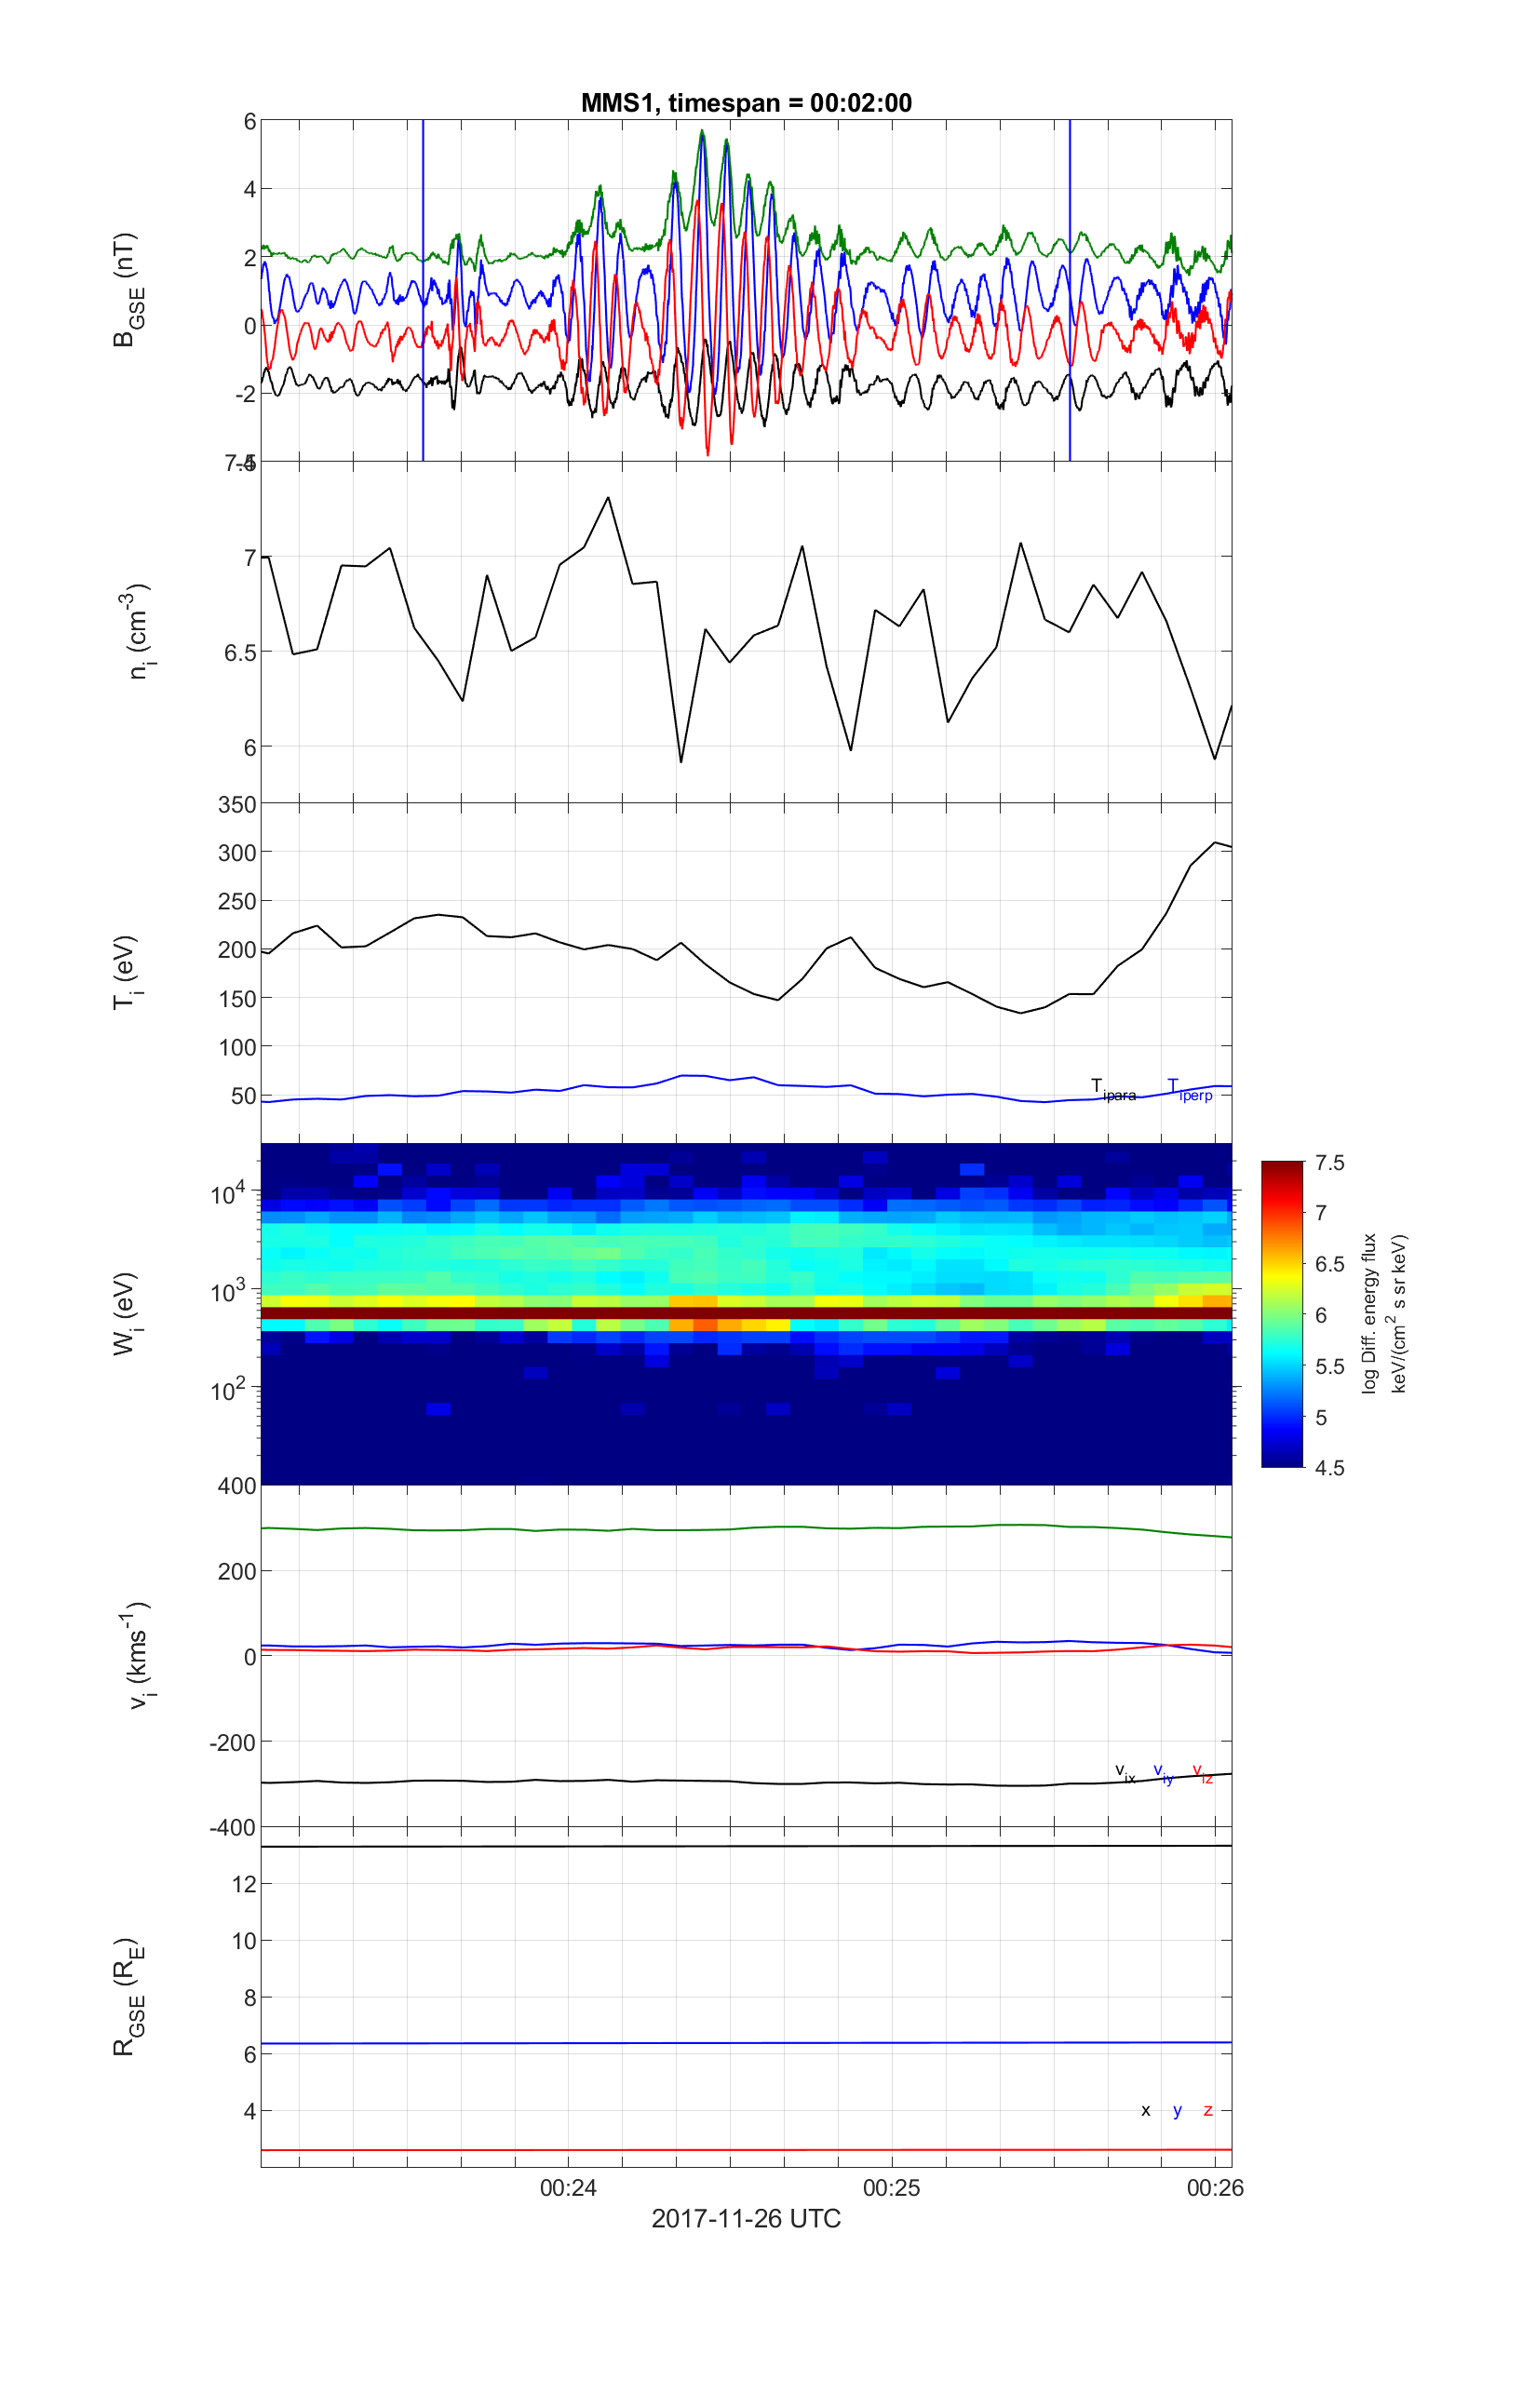 MMS1, timespan = 00:02:00
B_GSE (nT)
6
4
2
0
-2
-4
n_i (cm^-3)
7.5
7
6.5
6
T_i (eV)
350
300
250
200
150
100
50
T_ipara T_iperp
W_i (eV)
10^4
10^3
10^2
7.5
7
6.5
6
5.5
5
4.5
log Diff. energy flux
keV/(cm^2 s sr keV)
v_i (kms^-1)
400
200
0
-200
-400
v_ix v_iy v_iz
R_GSE (R_E)
12
10
8
6
4
x y z
00:24 00:25 00:26
2017-11-26 UTC